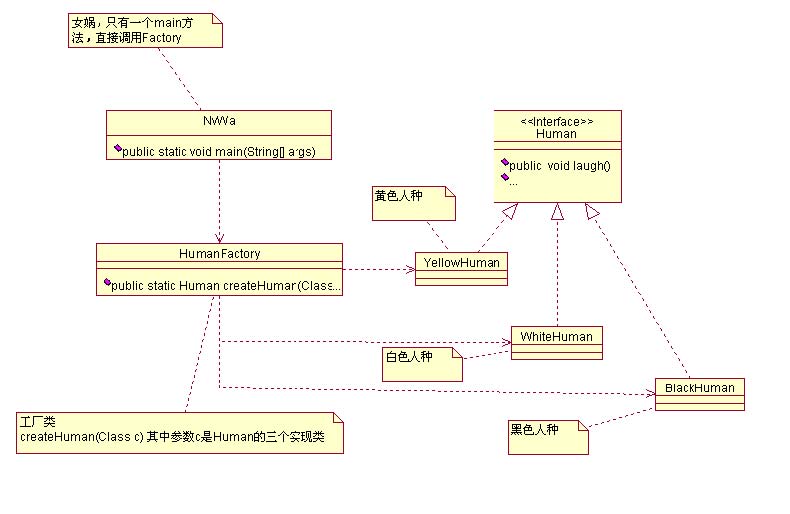 女娲，只有一个main方
法，直接调用Factory
NvWa
public static void main(String[] args)
<<Interface>>
Human
public void laugh()
...
黄色人种
HumanFactory
public static Human createHuman(Class...
YellowHuman
WhiteHuman
白色人种
BlackHuman
工厂类
createHuman(Class c) 其中参数c是Human的三个实现类
黑色人种